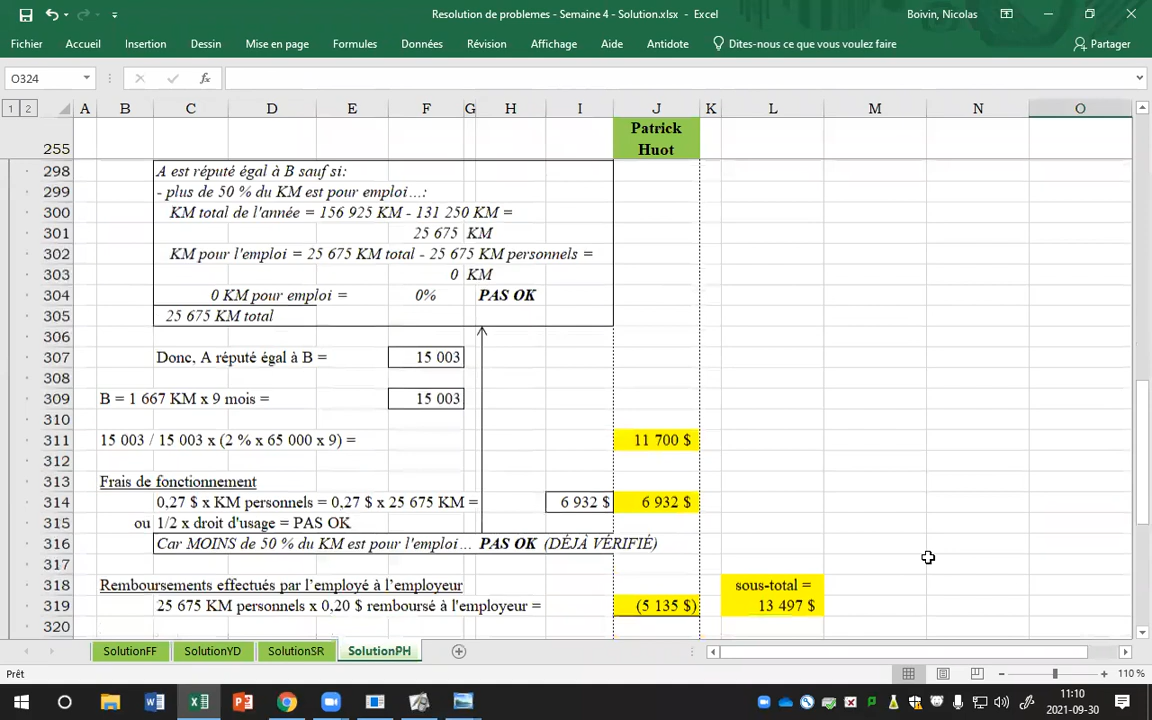 Resolution de problemes - Semaine 4 - Solution.xlsx - Excel
Boivin, Nicolas
Fichier Accueil Insertion Dessin Mise en page Formules Données Révision Affichage Aide Antidote Dites-nous ce que vous voulez faire Partager
O324 fx
1 2 A B C D E F G H I J K L M N O
255 Patrick
Huot
298 A est réputé égal à B sauf si:
299 - plus de 50 % du KM est pour emploi…:
300 KM total de l'année = 156 925 KM - 131 250 KM =
301 25 675 KM
302 KM pour l'emploi = 25 675 KM total - 25 675 KM personnels =
303 0 KM
304 0 KM pour emploi = 0% PAS OK
305 25 675 KM total
306
307 Donc, A réputé égal à B = 15 003
308
309 B = 1 667 KM x 9 mois = 15 003
310
311 15 003 / 15 003 x (2 % x 65 000 x 9) = 11 700 $
312
313 Frais de fonctionnement
314 0,27 $ x KM personnels = 0,27 $ x 25 675 KM = 6 932 $ 6 932 $
315 ou 1/2 x droit d'usage = PAS OK
316 Car MOINS de 50 % du KM est pour l'emploi… PAS OK (DÉJÀ VÉRIFIÉ)
317
318 Remboursements effectués par l'employé à l'employeur sous-total =
319 25 675 KM personnels x 0,20 $ remboursé à l'employeur = (5 135 $) 13 497 $
320
SolutionFF SolutionYD SolutionSR SolutionPH
Prêt 110 %
11:10
2021-09-30